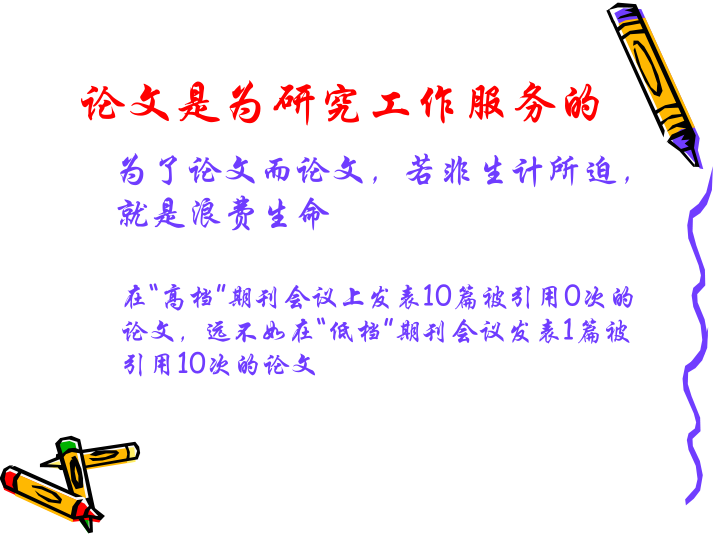 论文是为研究工作服务的
为了论文而论文，若非生计所迫，
就是浪费生命
在“高档”期刊会议上发表10篇被引用0次的
论文，远不如在“低档”期刊会议发表1篇被
引用10次的论文